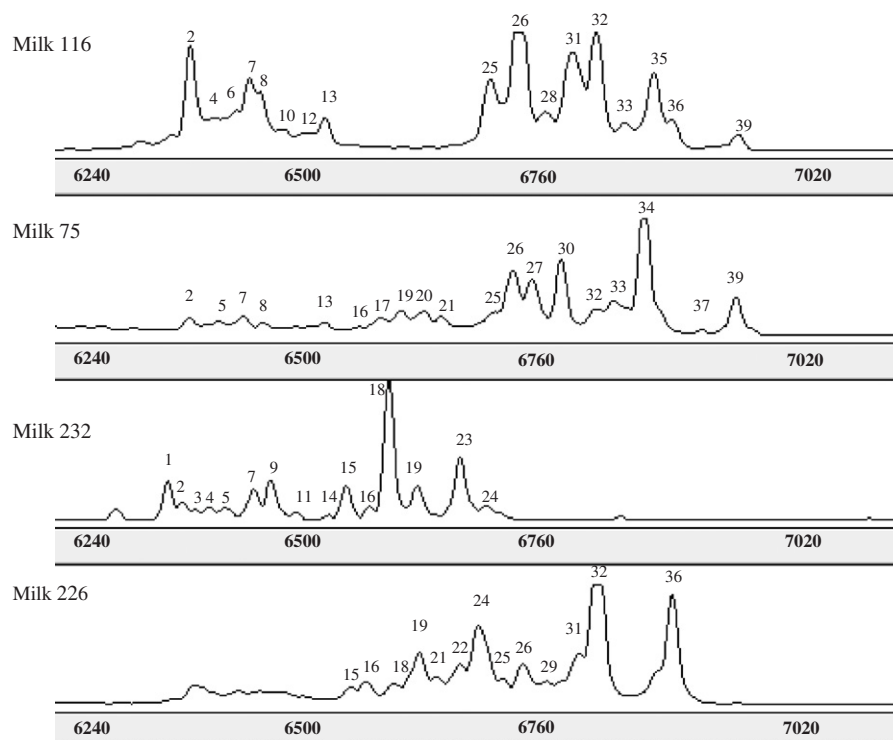 Milk 116
2 4 6 7 8 10 12 13 25 26 28 31 32 33 35 36 39
6240 6500 6760 7020
Milk 75
2 5 7 8 13 16 17 19 20 21 25 26 27 30 32 33 34 37 39
6240 6500 6760 7020
Milk 232
1 2 3 4 5 7 9 11 14 15 16 18 19 23 24
6240 6500 6760 7020
Milk 226
15 16 18 19 21 22 24 25 26 29 31 32 36
6240 6500 6760 7020